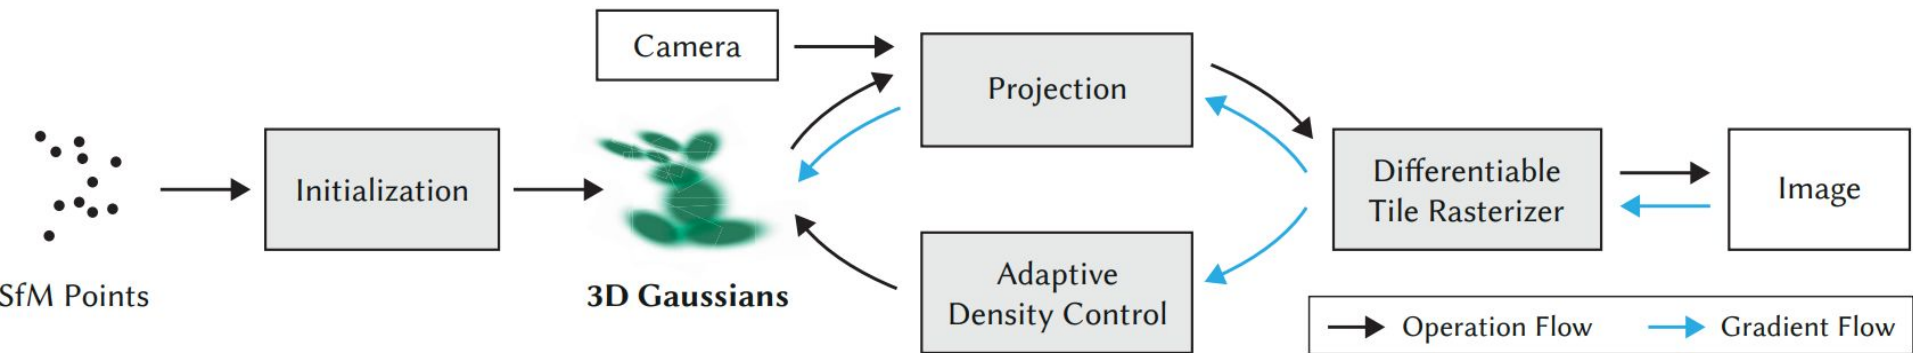 Camera
Projection
Initialization
Differentiable
Tile Rasterizer
Image
SfM Points
3D Gaussians
Adaptive
Density Control
Operation Flow
Gradient Flow